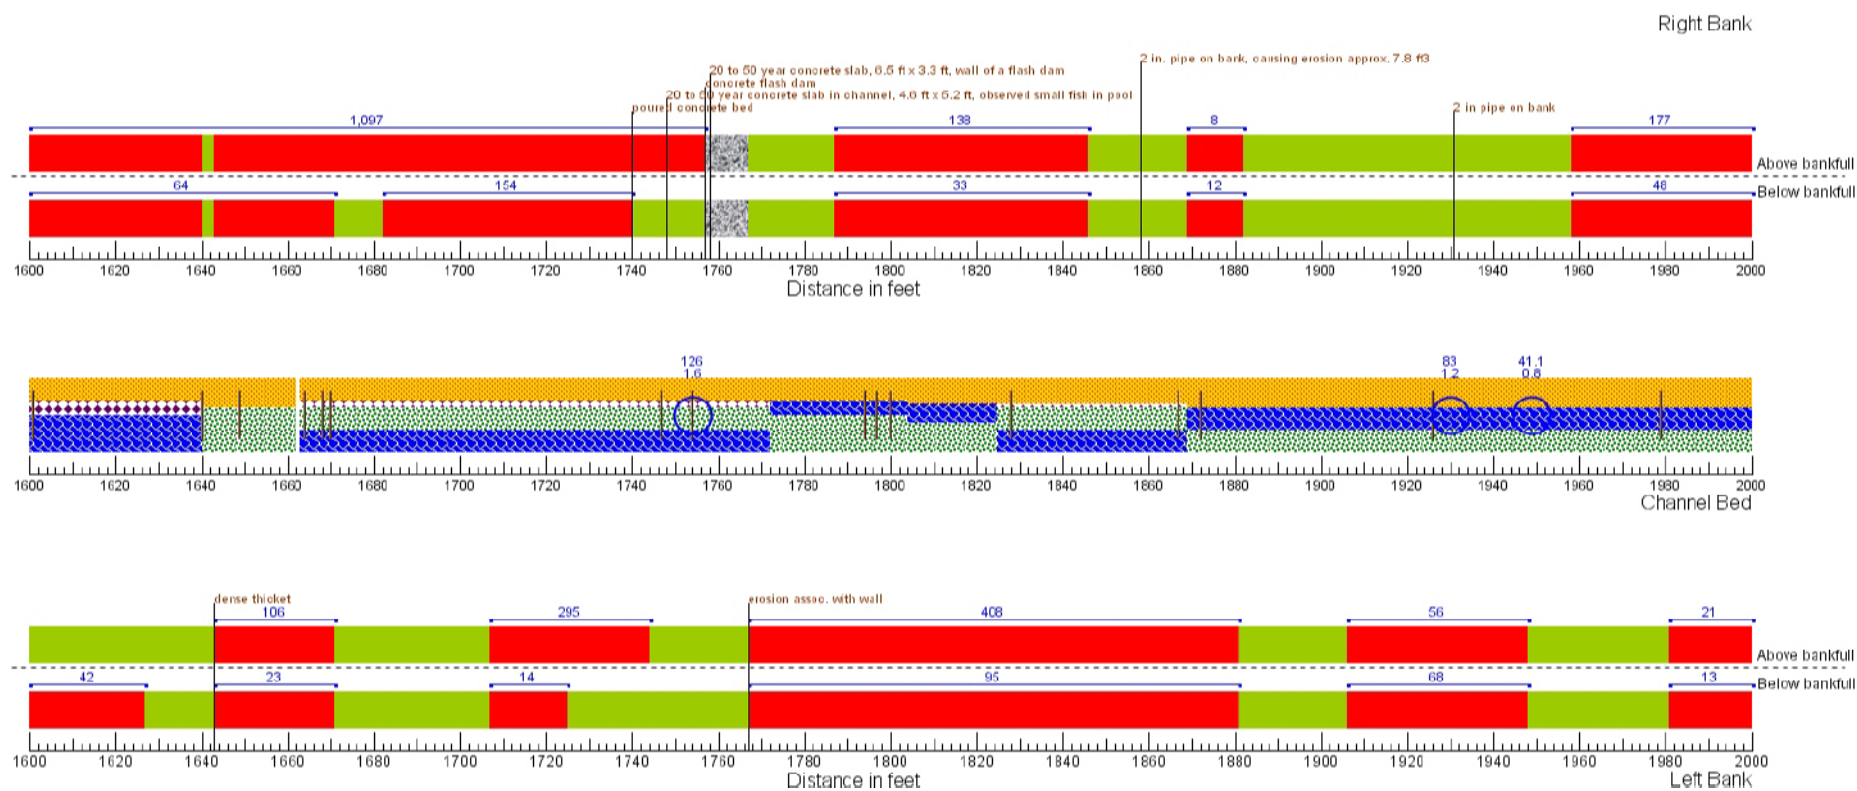 Right Bank
2 in. pipe on bank, causing erosion approx. 7.8 ft3
20 to 50 year concrete slab, 6.5 ft x 3.3 ft, wall of a flash dam
concrete flash dam
20 to 50 year concrete slab in channel, 4.6 ft x 5.2 ft, observed small fish in pool
poured concrete bed
2 in pipe on bank
1,097 138 8 177
Above bankfull
64 154 33 12 48
Below bankfull
1600 1620 1640 1660 1680 1700 1720 1740 1760 1780 1800 1820 1840 1860 1880 1900 1920 1940 1960 1980 2000
Distance in feet
126 83 41.1
1.6 1.2 0.8
1600 1620 1640 1660 1680 1700 1720 1740 1760 1780 1800 1820 1840 1860 1880 1900 1920 1940 1960 1980 2000
Channel Bed
dense thicket erosion assoc. with wall
106 295 408 56 21
Above bankfull
42 23 14 95 68 13
Below bankfull
1600 1620 1640 1660 1680 1700 1720 1740 1760 1780 1800 1820 1840 1860 1880 1900 1920 1940 1960 1980 2000
Distance in feet
Left Bank